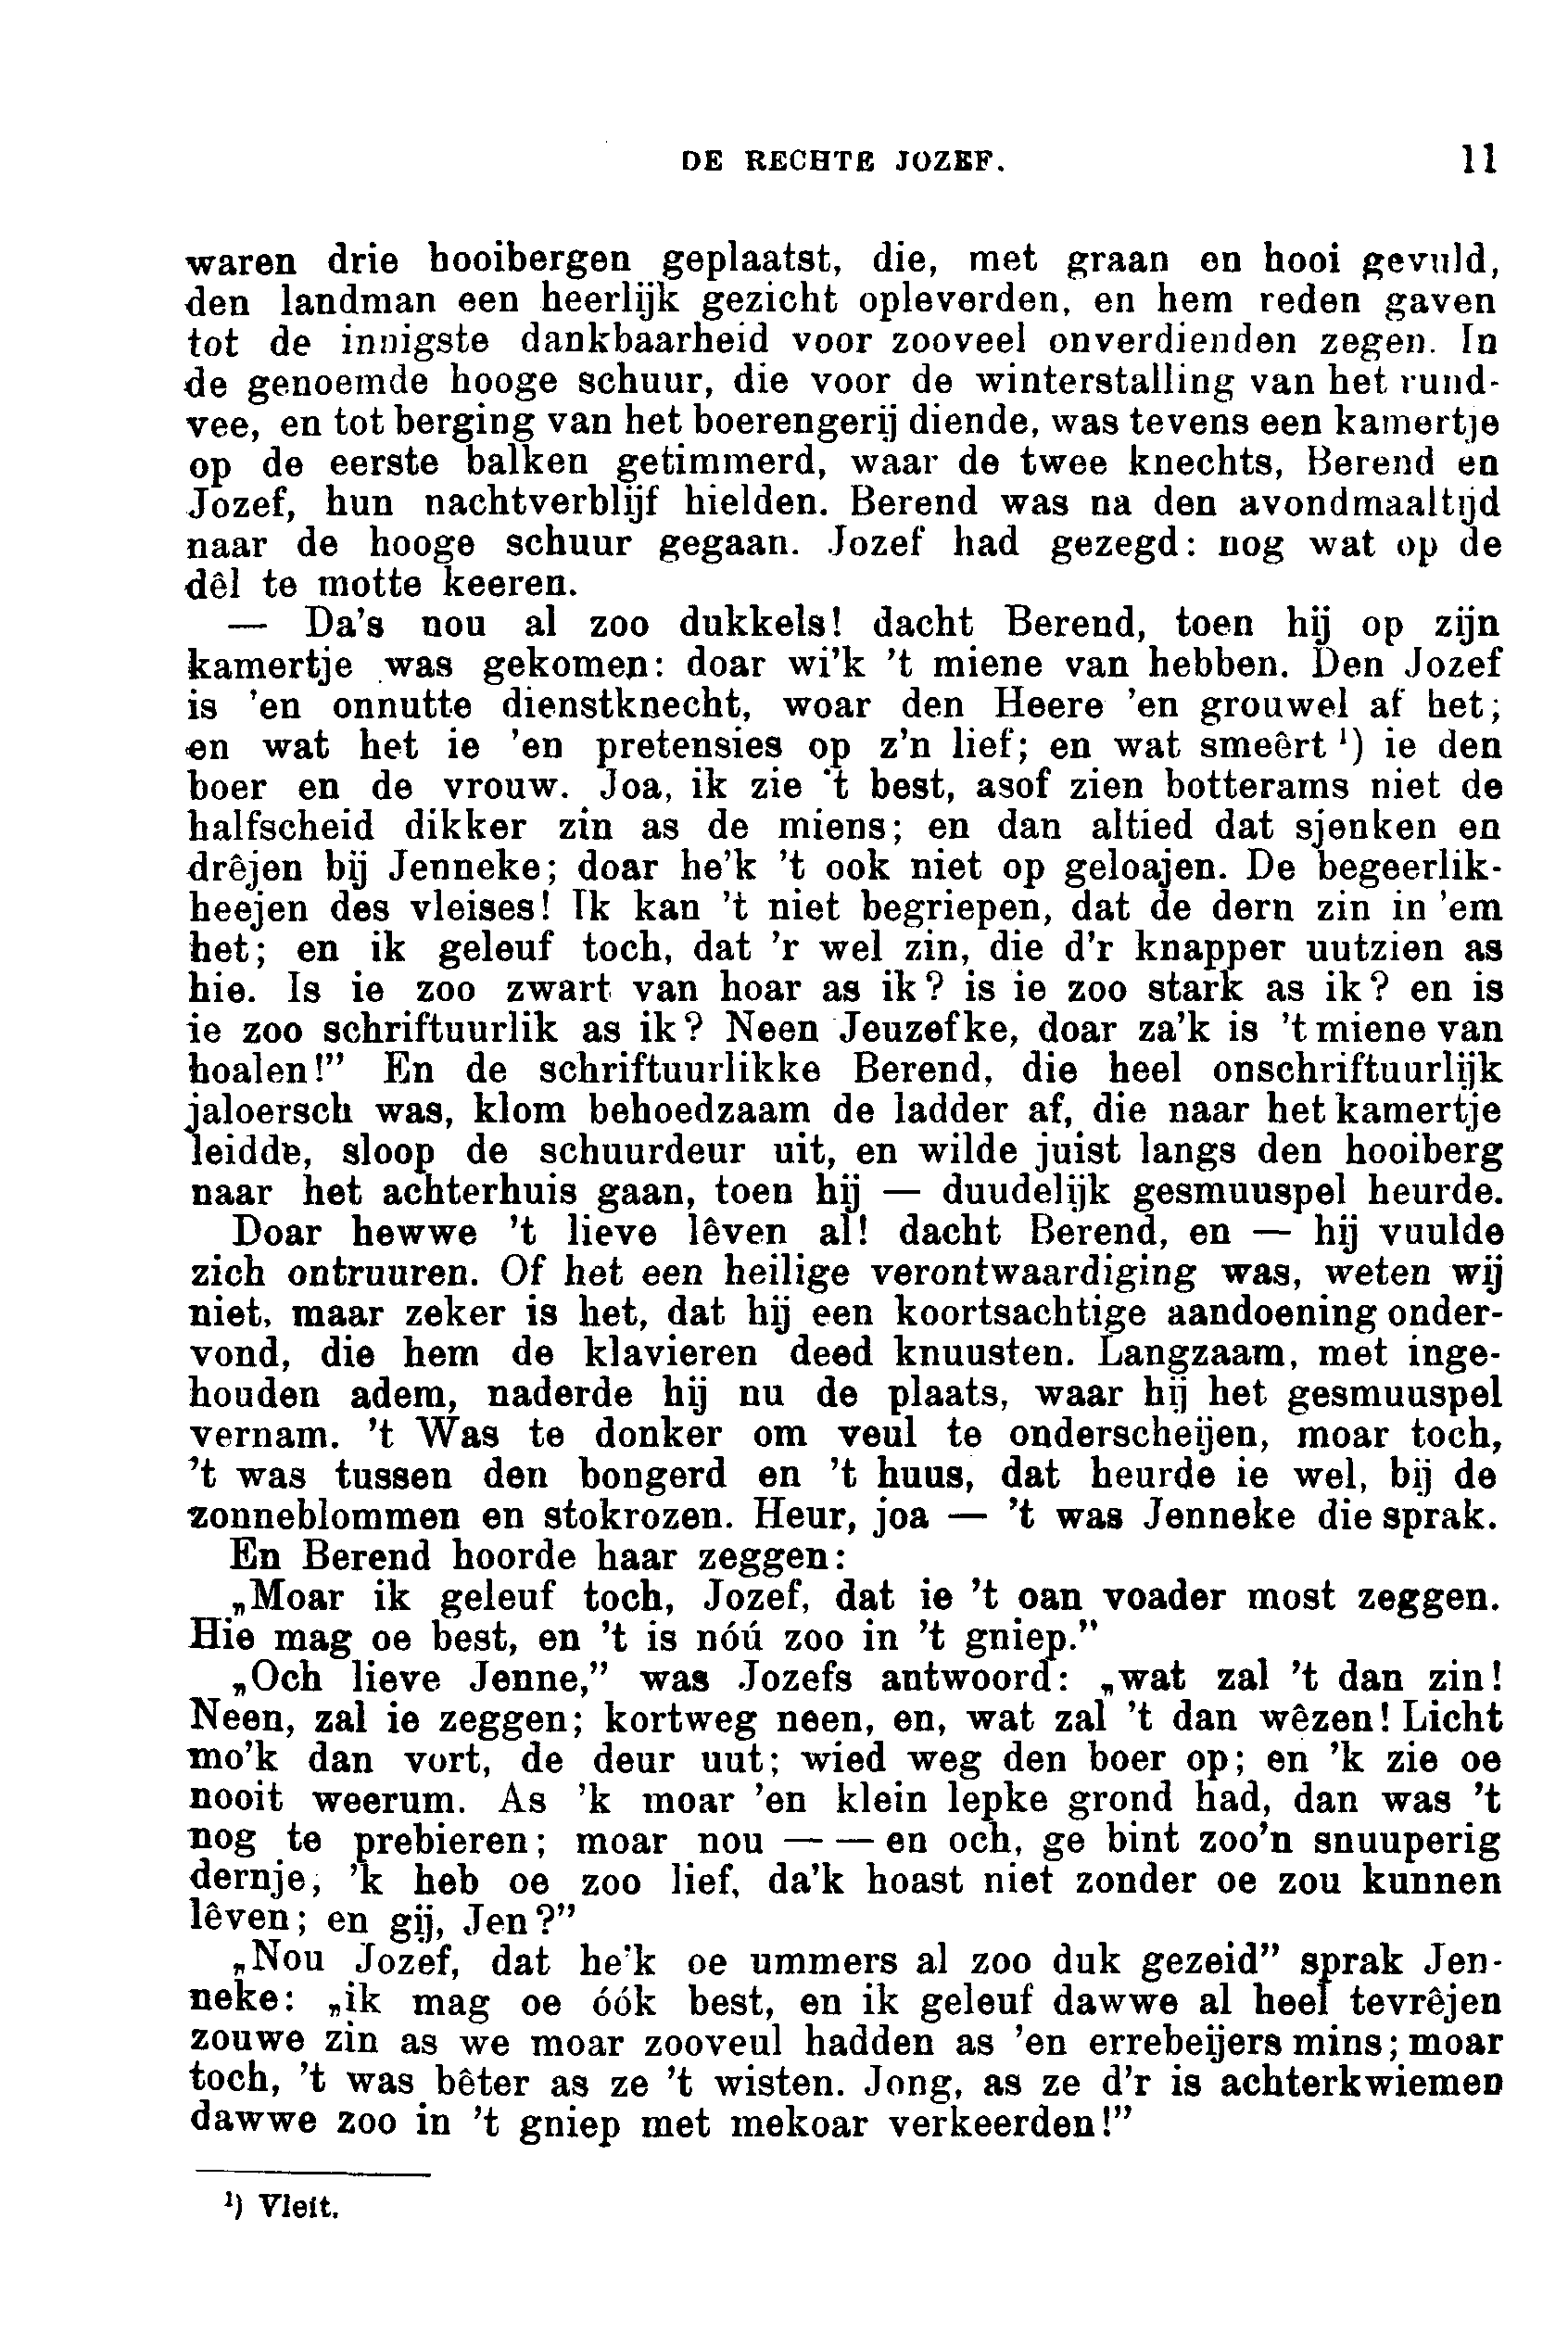 DE RECHTE JOZEF. 11
waren drie hooibergen geplaatst, die, met graan en hooi gevuld,
den landman een heerlijk gezicht opleverden, en hem reden gaven
tot de innigste dankbaarheid voor zooveel onverdienden zegen. In
de genoemde hooge schuur, die voor de winterstalling van het rund-
vee, en tot berging van het boerengerij diende, was tevens een kamertje
op de eerste balken getimmerd, waar de twee knechts, Berend en
Jozef, hun nachtverblijf hielden. Berend was na den avondmaaltijd
naar de hooge schuur gegaan. Jozef had gezegd: nog wat op de
dêl te motte keeren.
— Da's nou al zoo dukkels! dacht Berend, toen hij op zijn
kamertje was gekomen: doar wi'k 't miene van hebben. Den Jozef
is 'en onnutte dienstknecht, woar den Heere 'en grouwel af het;
en wat het ie 'en pretensies op z'n lief; en wat smeêrt ¹) ie den
boer en de vrouw. Joa, ik zie 't best, asof zien botterams niet de
halfscheid dikker zin as de miens; en dan altied dat sjenken en
drêjen bij Jenneke; doar he'k 't ook niet op geloajen. De begeerlik-
heejen des vleises! Ik kan 't niet begriepen, dat de dern zin in 'em
het; en ik geleuf toch, dat 'r wel zin, die d'r knapper uutzien as
hie. Is ie zoo zwart van hoar as ik? is ie zoo stark as ik? en is
ie zoo schriftuurlik as ik? Neen Jeuzefke, doar za'k is 't miene van
hoalen!” En de schriftuurlikke Berend, die heel onschriftuurlijk
jaloersch was, klom behoedzaam de ladder af, die naar het kamertje
leidde, sloop de schuurdeur uit, en wilde juist langs den hooiberg
naar het achterhuis gaan, toen hij — duudelijk gesmuuspel heurde.
Doar hewwe 't lieve lêven al! dacht Berend, en — hij vuulde
zich ontruuren. Of het een heilige verontwaardiging was, weten wij
niet, maar zeker is het, dat hij een koortsachtige aandoening onder-
vond, die hem de klavieren deed knuusten. Langzaam, met inge-
houden adem, naderde hij nu de plaats, waar hij het gesmuuspel
vernam. 't Was te donker om veul te onderscheijen, moar toch,
't was tussen den bongerd en 't huus, dat heurde ie wel, bij de
zonneblommen en stokrozen. Heur, joa — 't was Jenneke die sprak.
En Berend hoorde haar zeggen:
„Moar ik geleuf toch, Jozef, dat ie 't oan voader most zeggen.
Hie mag oe best, en 't is nóú zoo in 't gniep.”
„Och lieve Jenne,” was Jozefs antwoord: „wat zal 't dan zin!
Neen, zal ie zeggen; kortweg neen, en, wat zal 't dan wêzen! Licht
mo'k dan vort, de deur uut; wied weg den boer op; en 'k zie oe
nooit weerum. As 'k moar 'en klein lepke grond had, dan was 't
nog te prebieren; moar nou — — en och, ge bint zoo'n snuuperig
dernje, 'k heb oe zoo lief, da'k hoast niet zonder oe zou kunnen
lêven; en gij, Jen?”
„Nou Jozef, dat he'k oe ummers al zoo duk gezeid” sprak Jen-
neke: „ik mag oe óók best, en ik geleuf dawwe al heel tevrêjen
zouwe zin as we moar zooveul hadden as 'en errebeijers mins; moar
toch, 't was bêter as ze 't wisten. Jong, as ze d'r is achterkwiemen
dawwe zoo in 't gniep met mekoar verkeerden!”
¹) Vleit.